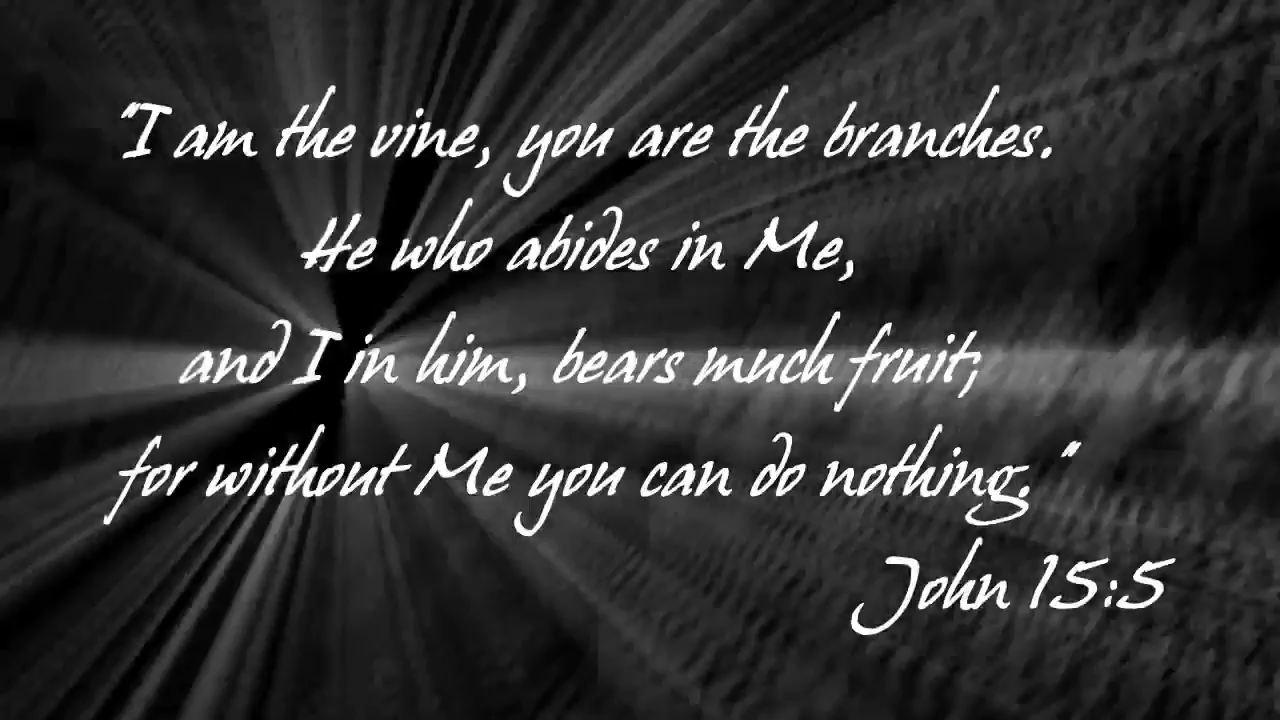 "I am the vine, you are the branches.
He who abides in Me,
and I in him, bears much fruit;
for without Me you can do nothing."
John 15:5